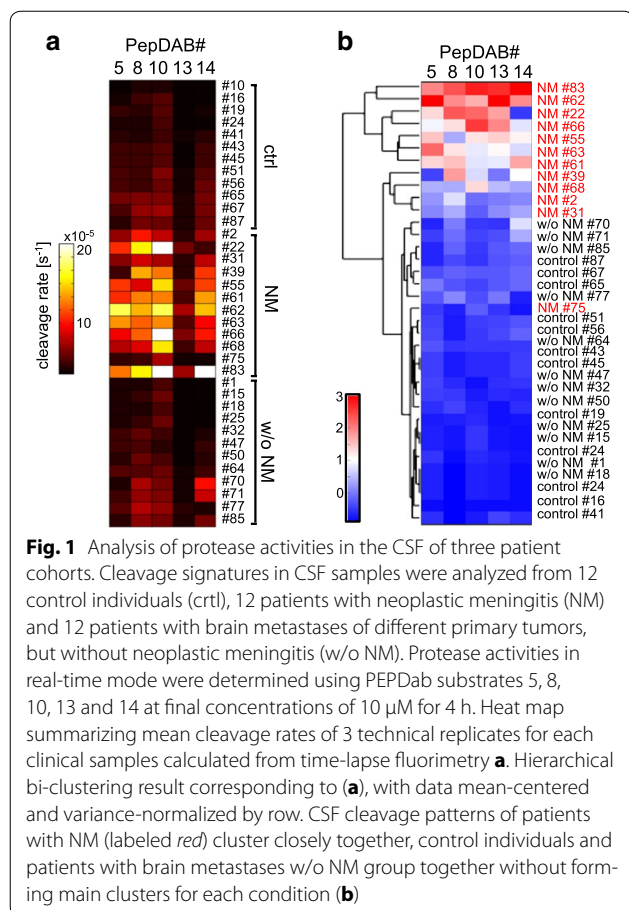 a
PepDAB#
5 8 10 13 14
#10
#16
#19
#24
#41
#43
#45
#51
#56
#65
#67
#87
ctrl
#2
#22
#31
#39
#55
#61
#62
#63
#66
#68
#75
#83
NM
#1
#15
#18
#25
#32
#47
#50
#64
#70
#71
#77
#85
w/o NM
cleavage rate [s-1]
x10-5
20
10
b
PepDAB#
5 8 10 13 14
NM #83
NM #62
NM #22
NM #66
NM #55
NM #63
NM #61
NM #39
NM #68
NM #2
NM #31
w/o NM #70
w/o NM #71
w/o NM #85
control #87
control #67
control #65
w/o NM #77
NM #75
control #51
control #56
w/o NM #64
control #43
control #45
w/o NM #47
w/o NM #32
w/o NM #50
control #19
w/o NM #25
w/o NM #15
control #24
w/o NM #1
w/o NM #18
control #24
control #16
control #41
3
2
1
0
Fig. 1 Analysis of protease activities in the CSF of three patient
cohorts. Cleavage signatures in CSF samples were analyzed from 12
control individuals (crtl), 12 patients with neoplastic meningitis (NM)
and 12 patients with brain metastases of different primary tumors,
but without neoplastic meningitis (w/o NM). Protease activities in
real-time mode were determined using PEPDab substrates 5, 8,
10, 13 and 14 at final concentrations of 10 µM for 4 h. Heat map
summarizing mean cleavage rates of 3 technical replicates for each
clinical samples calculated from time-lapse fluorimetry a. Hierarchical
bi-clustering result corresponding to (a), with data mean-centered
and variance-normalized by row. CSF cleavage patterns of patients
with NM (labeled red) cluster closely together, control individuals and
patients with brain metastases w/o NM group together without form-
ing main clusters for each condition (b)